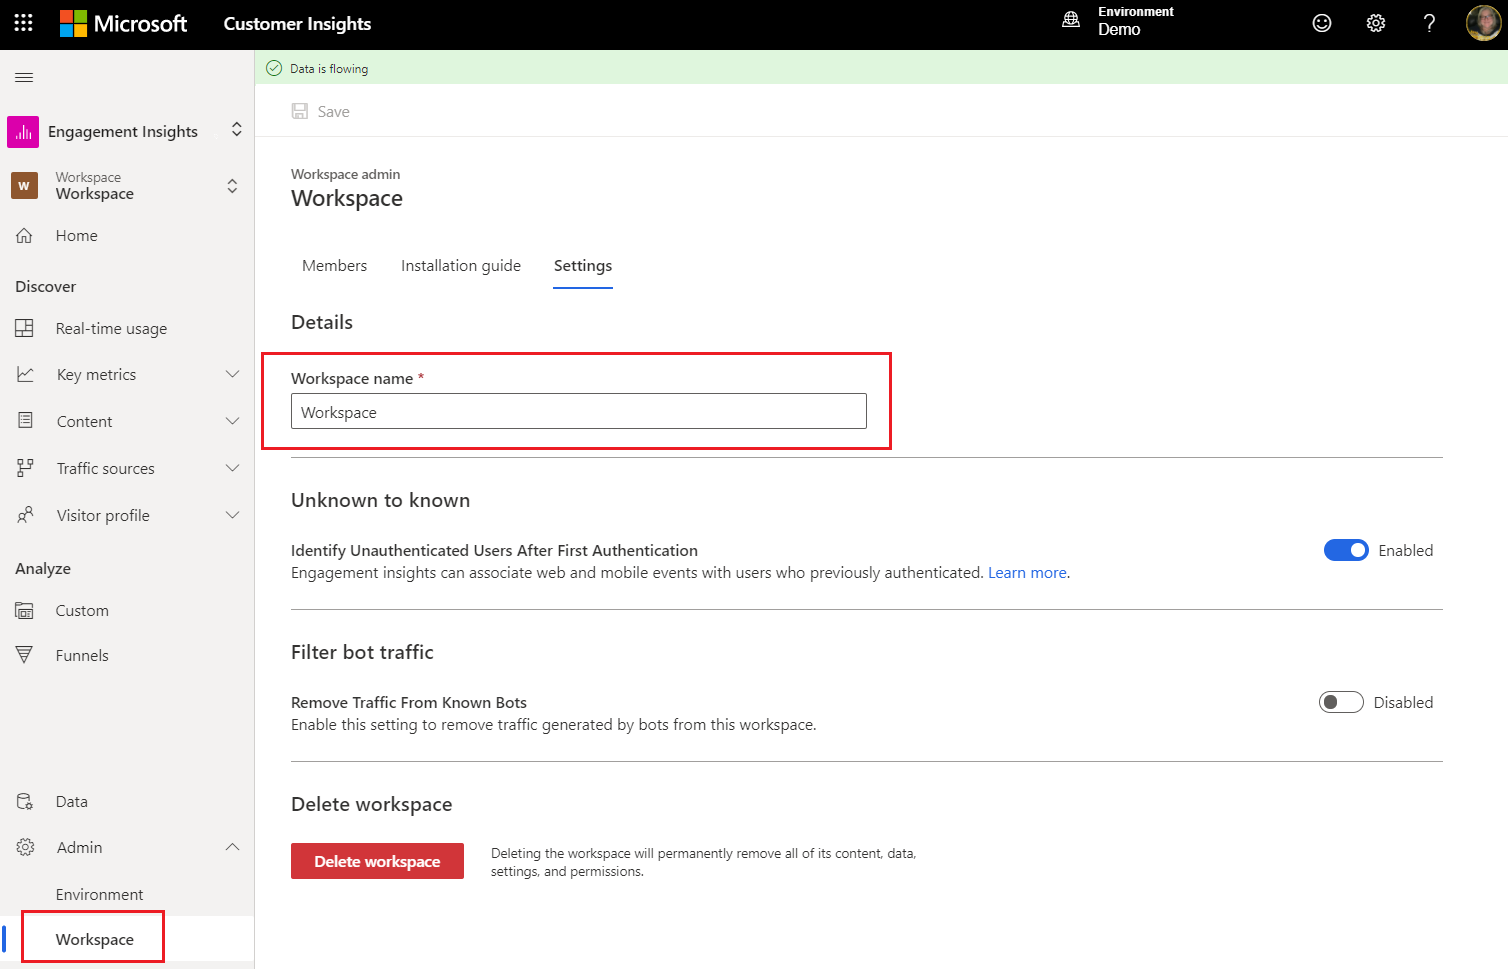 Microsoft
Customer Insights
Environment
Demo
Data is flowing
Save
Engagement Insights
W
Workspace
Workspace
Home
Discover
Real-time usage
Key metrics
Content
Traffic sources
Visitor profile
Analyze
Custom
Funnels
Data
Admin
Environment
Workspace
Workspace admin
Workspace
Members
Installation guide
Settings
Details
Workspace name *
Workspace
Unknown to known
Identify Unauthenticated Users After First Authentication
Enabled
Engagement insights can associate web and mobile events with users who previously authenticated. Learn more.
Filter bot traffic
Remove Traffic From Known Bots
Disabled
Enable this setting to remove traffic generated by bots from this workspace.
Delete workspace
Delete workspace
Deleting the workspace will permanently remove all of its content, data,
settings, and permissions.